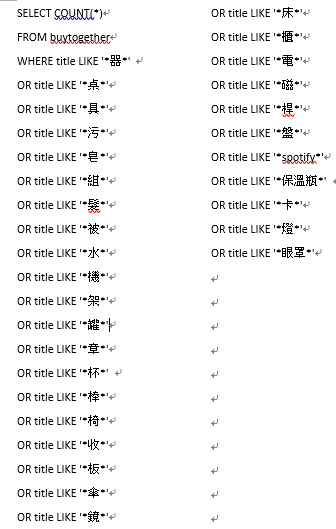 SELECT COUNT(*)
FROM buytogether
WHERE title LIKE '*器*'
OR title LIKE '*桌*'
OR title LIKE '*具*'
OR title LIKE '*污*'
OR title LIKE '*皂*'
OR title LIKE '*組*'
OR title LIKE '*髮*'
OR title LIKE '*被*'
OR title LIKE '*水*'
OR title LIKE '*機*'
OR title LIKE '*架*'
OR title LIKE '*罐*'
OR title LIKE '*章*'
OR title LIKE '*杯*'
OR title LIKE '*棒*'
OR title LIKE '*椅*'
OR title LIKE '*收*'
OR title LIKE '*板*'
OR title LIKE '*傘*'
OR title LIKE '*鏡*'
OR title LIKE '*床*'
OR title LIKE '*櫃*'
OR title LIKE '*電*'
OR title LIKE '*磁*'
OR title LIKE '*桿*'
OR title LIKE '*盤*'
OR title LIKE '*spotify*'
OR title LIKE '*保溫瓶*'
OR title LIKE '*卡*'
OR title LIKE '*燈*'
OR title LIKE '*眼罩*'